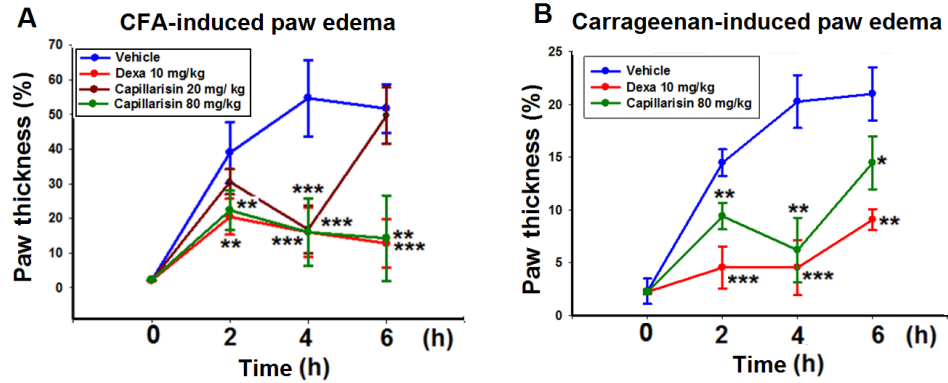 A
CFA-induced paw edema
Paw thickness (%)
70
60
50
40
30
20
10
0
Vehicle
Dexa 10 mg/kg
Capillarisin 20 mg/ kg
Capillarisin 80 mg/kg
**
**
***
***
***
**
***
0 2 4 6 (h)
Time (h)
B
Carrageenan-induced paw edema
Paw thickness (%)
25
20
15
10
5
0
Vehicle
Dexa 10 mg/kg
Capillarisin 80 mg/kg
**
***
**
***
*
**
0 2 4 6 (h)
Time (h)